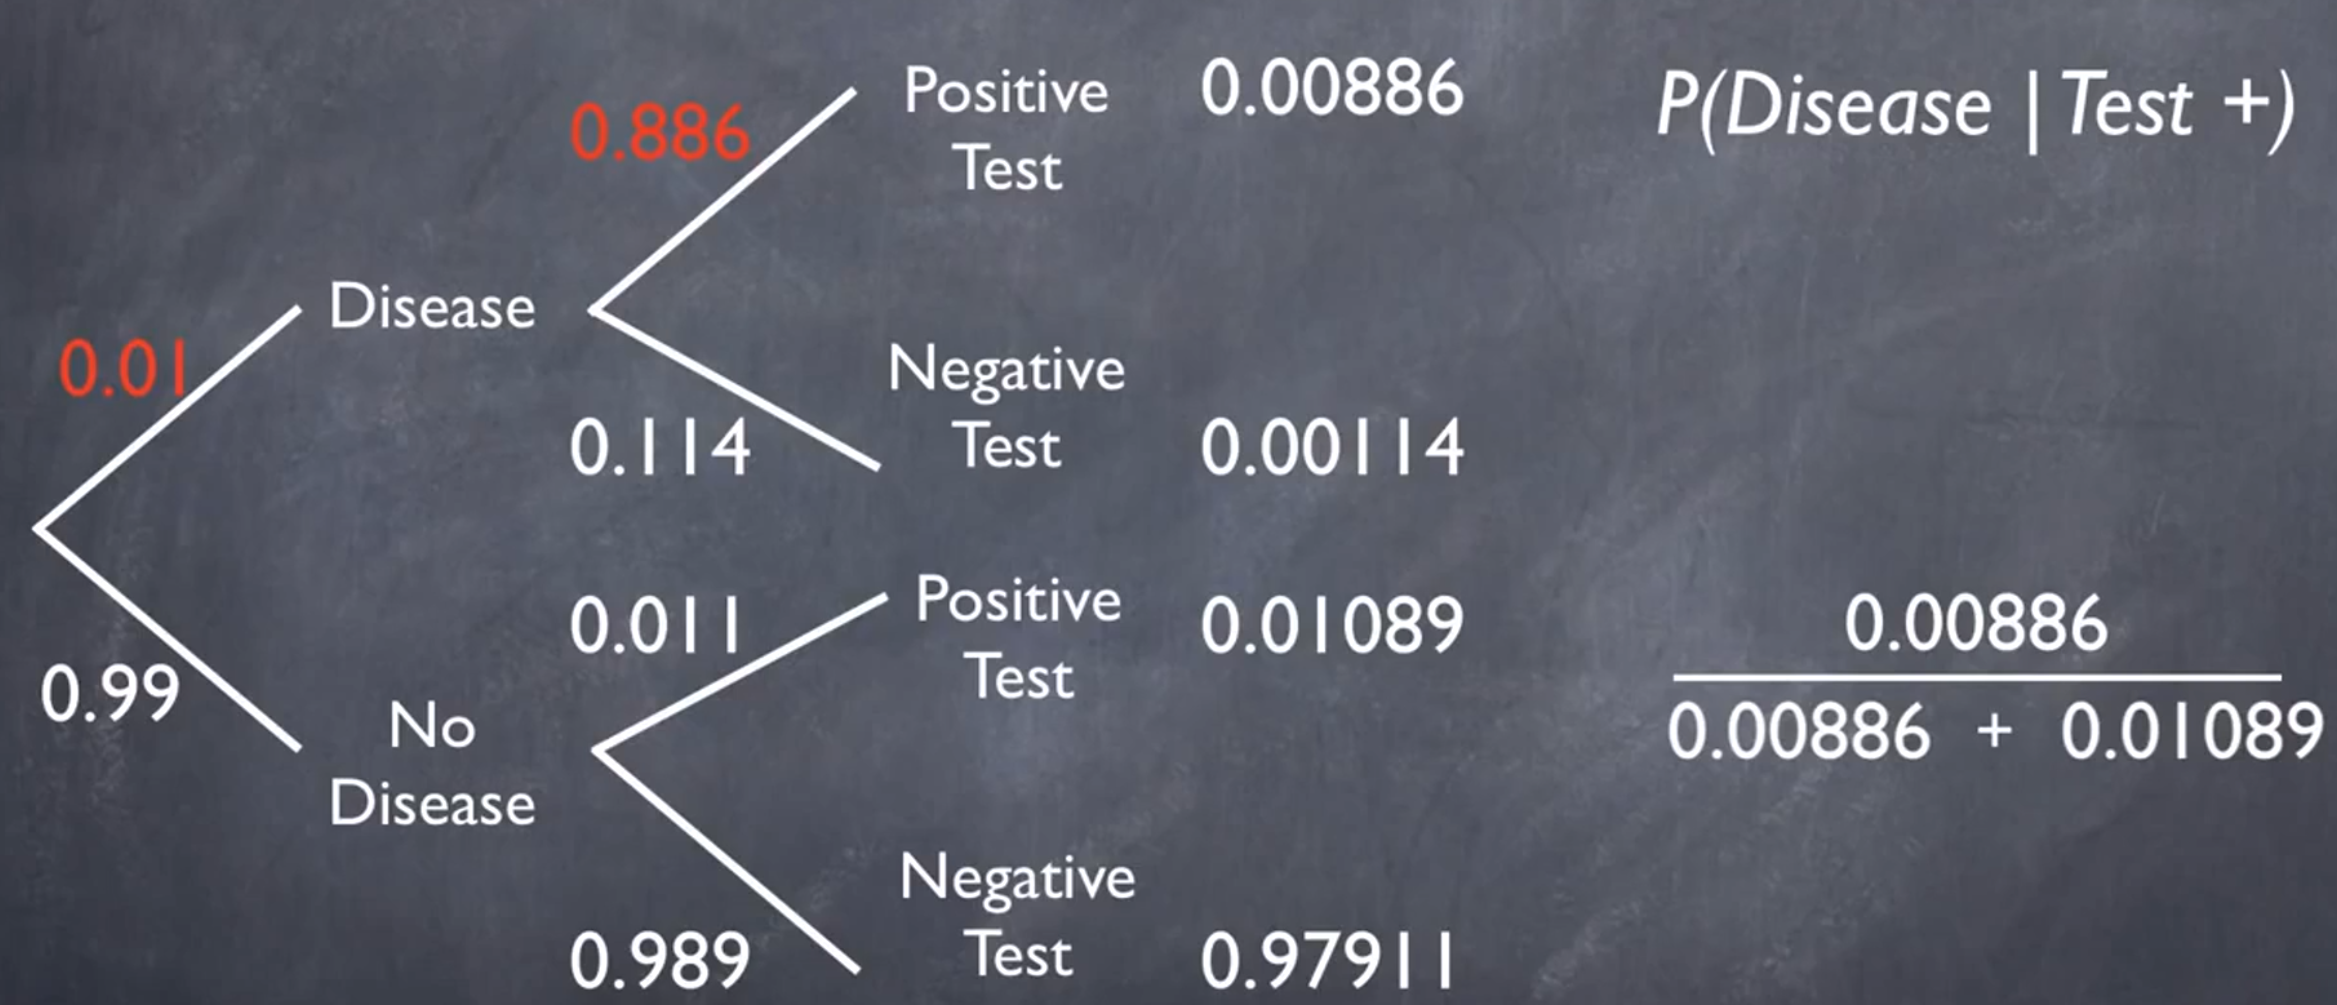 0.01
0.99
Disease
No
Disease
0.886
0.114
0.011
0.989
Positive
Test
0.00886
Negative
Test
0.00114
Positive
Test
0.01089
Negative
Test
0.97911
P(Disease | Test +)
0.00886
0.00886 + 0.01089